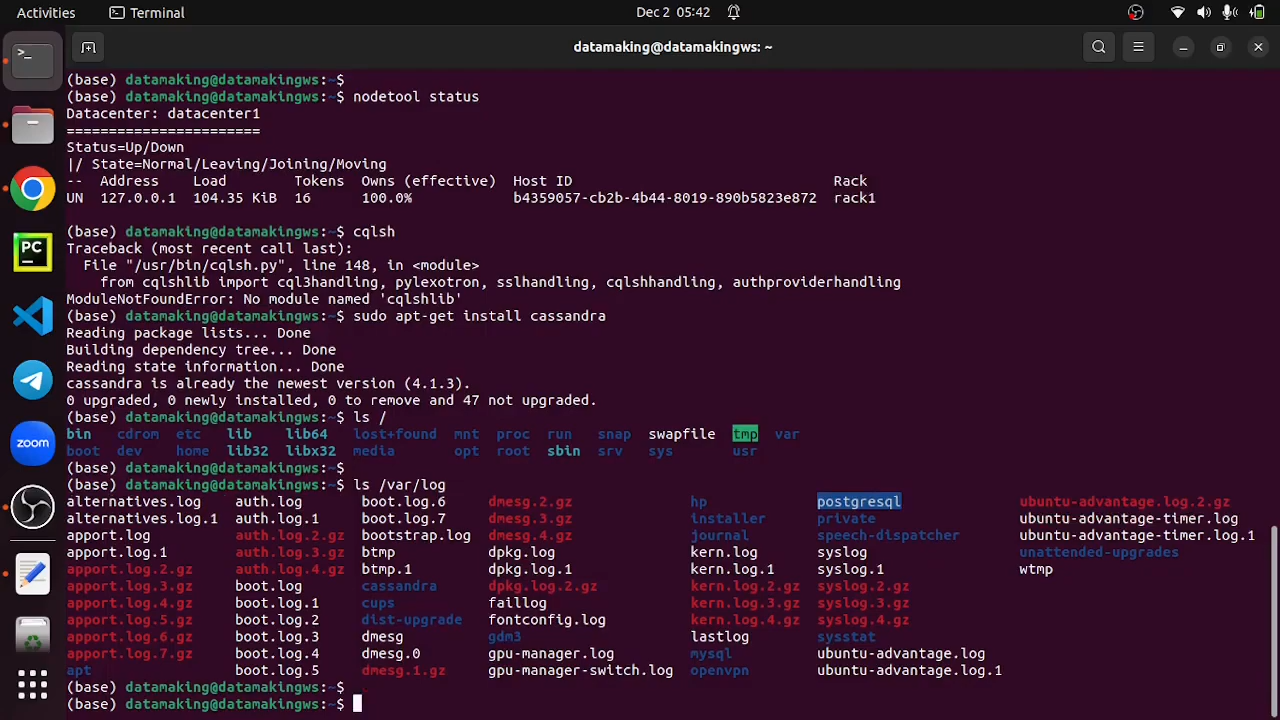 Activities Terminal Dec 2 05:42
datamaking@datamakingws: ~
(base) datamaking@datamakingws:~$
(base) datamaking@datamakingws:~$ nodetool status
Datacenter: datacenter1
=======================
Status=Up/Down
|/ State=Normal/Leaving/Joining/Moving
-- Address Load Tokens Owns (effective) Host ID Rack
UN 127.0.0.1 104.35 KiB 16 100.0% b4359057-cb2b-4b44-8019-890b5823e872 rack1
(base) datamaking@datamakingws:~$ cqlsh
Traceback (most recent call last):
File "/usr/bin/cqlsh.py", line 148, in <module>
from cqlshlib import cql3handling, pylexotron, sslhandling, cqlshhandling, authproviderhandling
ModuleNotFoundError: No module named 'cqlshlib'
(base) datamaking@datamakingws:~$ sudo apt-get install cassandra
Reading package lists... Done
Building dependency tree... Done
Reading state information... Done
cassandra is already the newest version (4.1.3).
0 upgraded, 0 newly installed, 0 to remove and 47 not upgraded.
(base) datamaking@datamakingws:~$ ls /
bin cdrom etc lib lib64 lost+found mnt proc run snap swapfile tmp var
boot dev home lib32 libx32 media opt root sbin srv sys usr
(base) datamaking@datamakingws:~$
(base) datamaking@datamakingws:~$ ls /var/log
alternatives.log auth.log boot.log.6 dmesg.2.gz hp postgresql ubuntu-advantage.log.2.gz
alternatives.log.1 auth.log.1 boot.log.7 dmesg.3.gz installer private ubuntu-advantage-timer.log
apport.log auth.log.2.gz bootstrap.log dmesg.4.gz journal speech-dispatcher ubuntu-advantage-timer.log.1
apport.log.1 auth.log.3.gz btmp dpkg.log kern.log syslog unattended-upgrades
apport.log.2.gz auth.log.4.gz btmp.1 dpkg.log.1 kern.log.1 syslog.1 wtmp
apport.log.3.gz boot.log cassandra dpkg.log.2.gz kern.log.2.gz syslog.2.gz
apport.log.4.gz boot.log.1 cups faillog kern.log.3.gz syslog.3.gz
apport.log.5.gz boot.log.2 dist-upgrade fontconfig.log kern.log.4.gz syslog.4.gz
apport.log.6.gz boot.log.3 dmesg gdm3 lastlog sysstat
apport.log.7.gz boot.log.4 dmesg.0 gpu-manager.log mysql ubuntu-advantage.log
apt boot.log.5 dmesg.1.gz gpu-manager-switch.log openvpn ubuntu-advantage.log.1
(base) datamaking@datamakingws:~$
(base) datamaking@datamakingws:~$
>_
PC
zoom